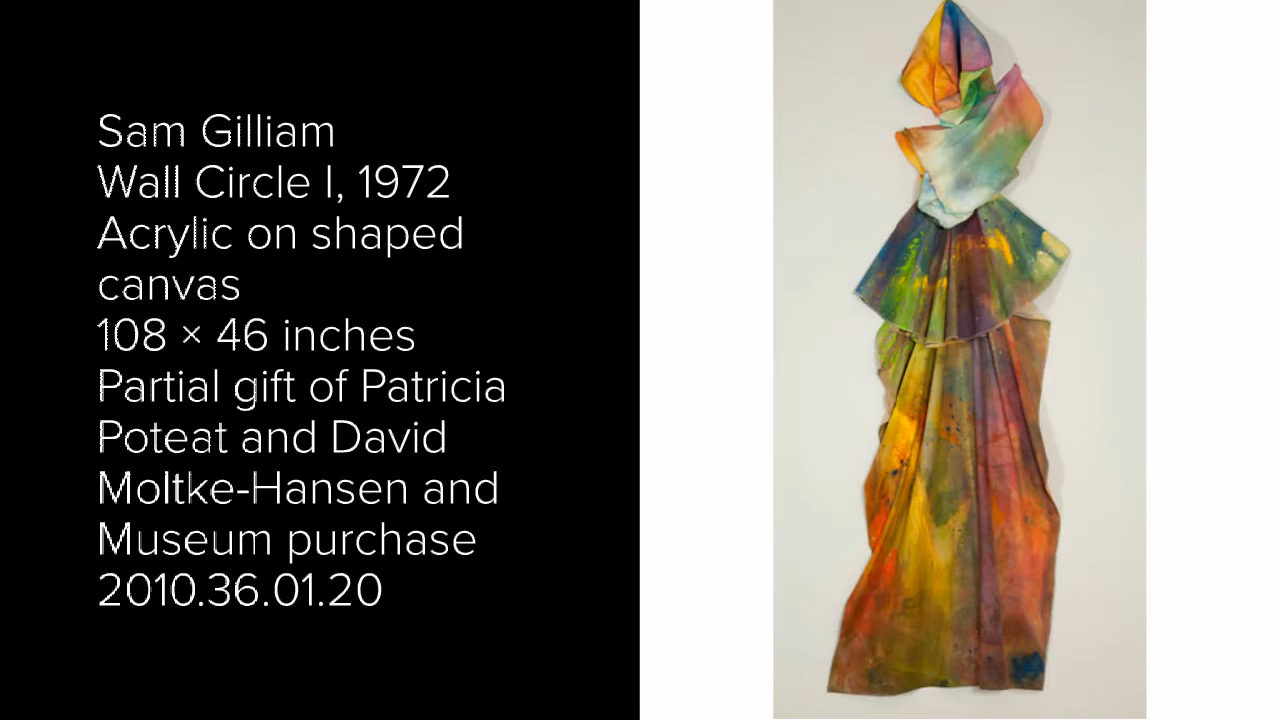 Sam Gilliam
Wall Circle I, 1972
Acrylic on shaped
canvas
108 × 46 inches
Partial gift of Patricia
Poteat and David
Moltke-Hansen and
Museum purchase
2010.36.01.20